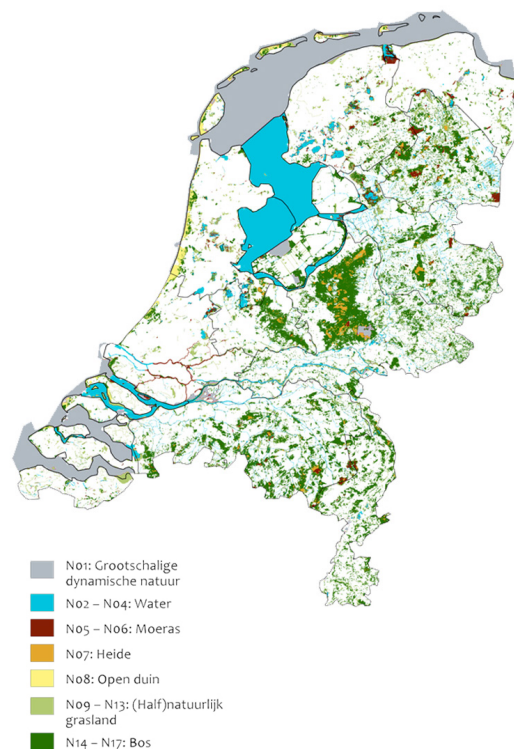 N01: Grootschalige
dynamische natuur
N02 – N04: Water
N05 – N06: Moeras
N07: Heide
N08: Open duin
N09 – N13: (Half)natuurlijk
grasland
N14 – N17: Bos